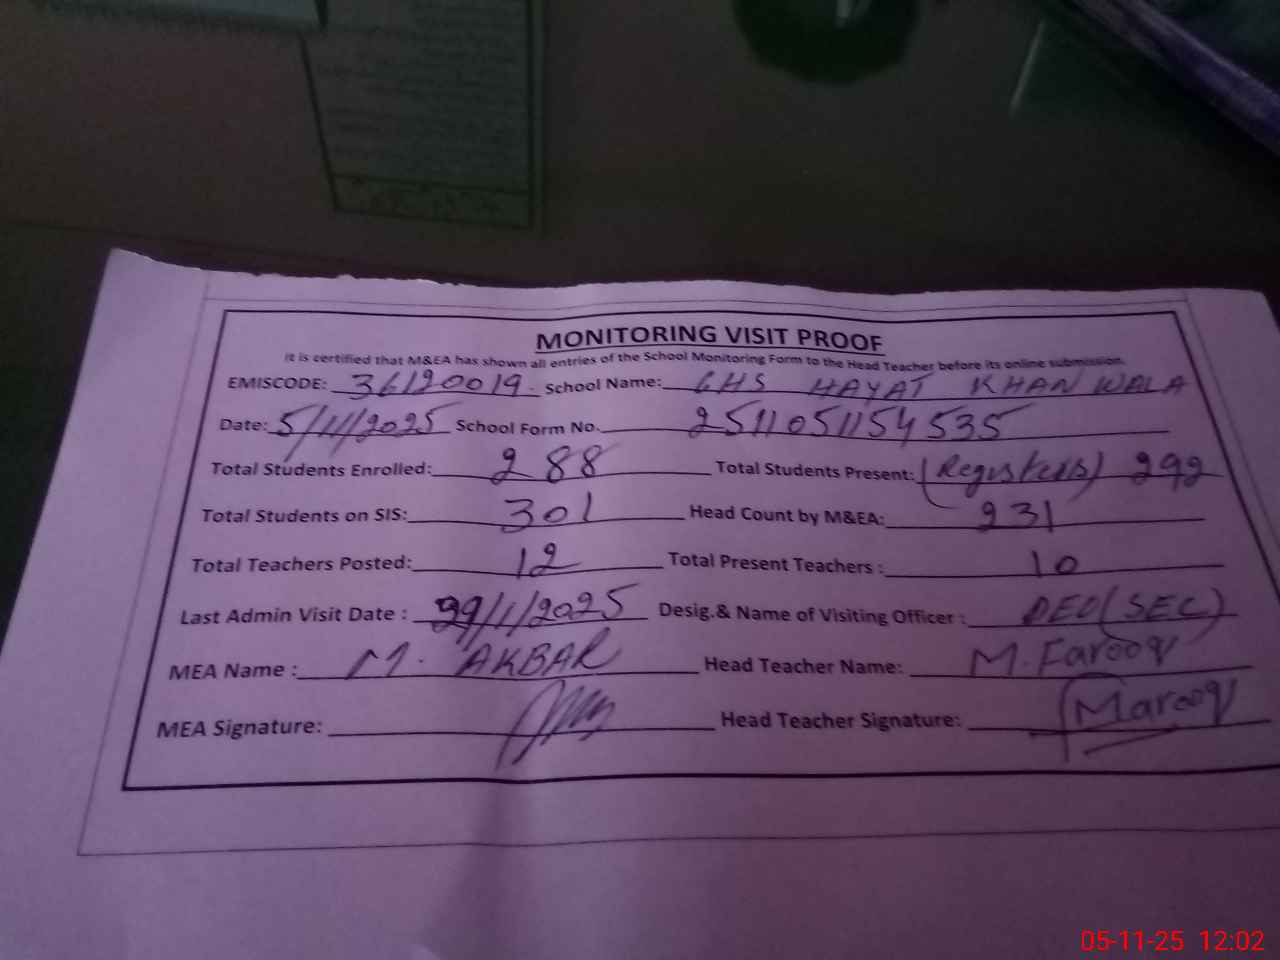 MONITORING VISIT PROOF
It is certified that M&EA has shown all entries of the School Monitoring Form to the Head Teacher before its online submission.
EMISCODE: 36120019 School Name: GHS HAYAT KHAN WALA
Date: 5/11/2025 School Form No. 2511051154535
Total Students Enrolled: 288 Total Students Present: (Registers) 292
Total Students on SIS: 301 Head Count by M&EA: 231
Total Teachers Posted: 12 Total Present Teachers : 10
Last Admin Visit Date : 29/1/2025 Desig.& Name of Visiting Officer : DEO (SEC)
MEA Name : M. AKBAR Head Teacher Name: M. Farooq
MEA Signature: Head Teacher Signature: Marooq
05-11-25 12:02